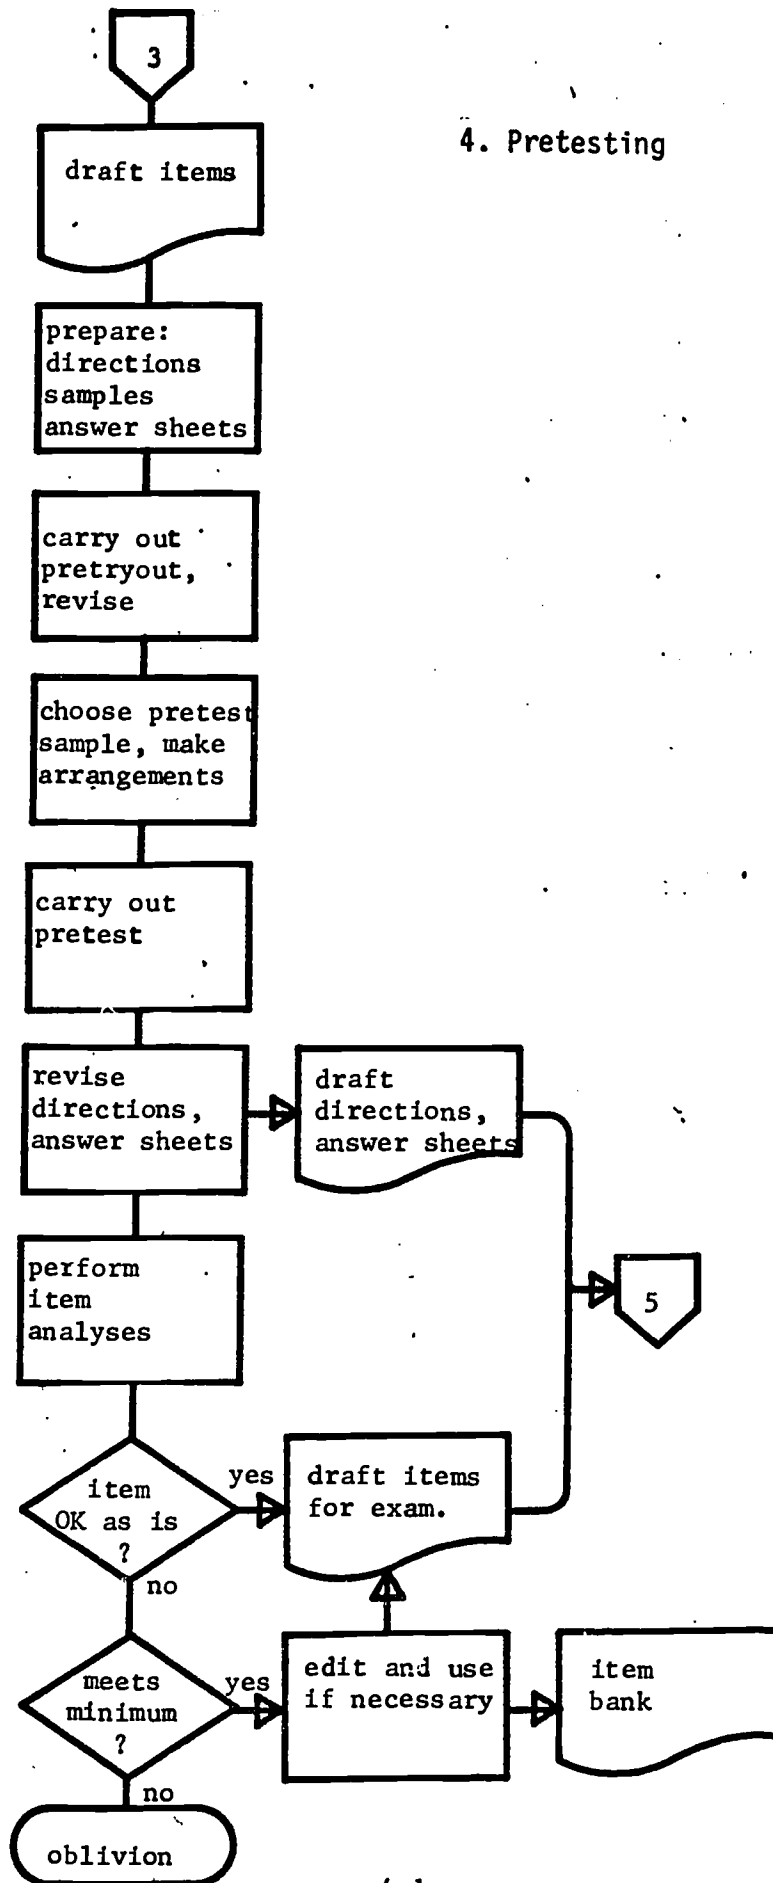 3
4. Pretesting
draft items
prepare:
directions
samples
answer sheets
carry out
pretryout,
revise
choose pretest
sample, make
arrangements
carry out
pretest
revise
directions,
answer sheets
draft
directions,
answer sheets
perform
item
analyses
5
item
OK as is
?
yes
no
draft items
for exam.
meets
minimum
?
yes
no
edit and use
if necessary
item
bank
oblivion